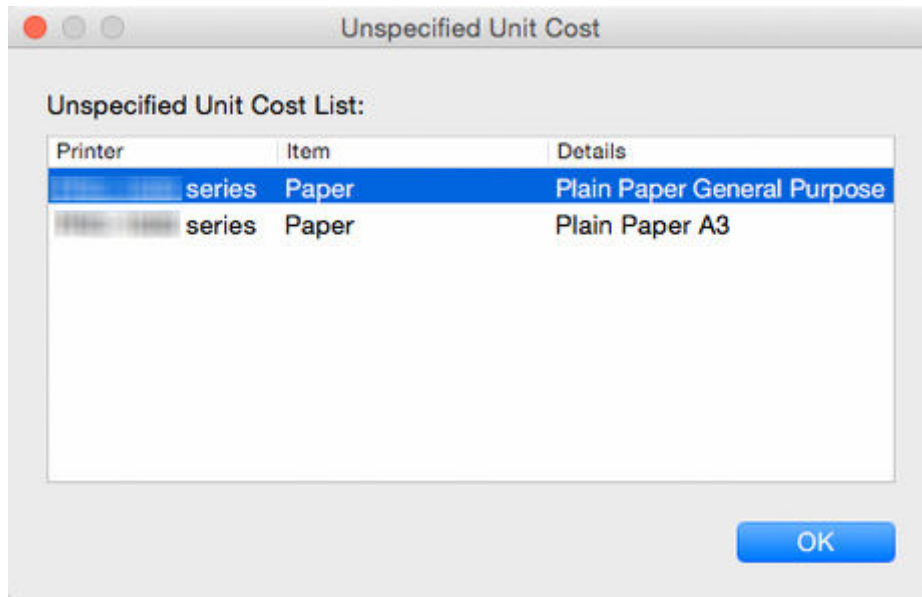 Unspecified Unit Cost
Unspecified Unit Cost List:
Printer Item Details
series Paper Plain Paper General Purpose
series Paper Plain Paper A3
OK